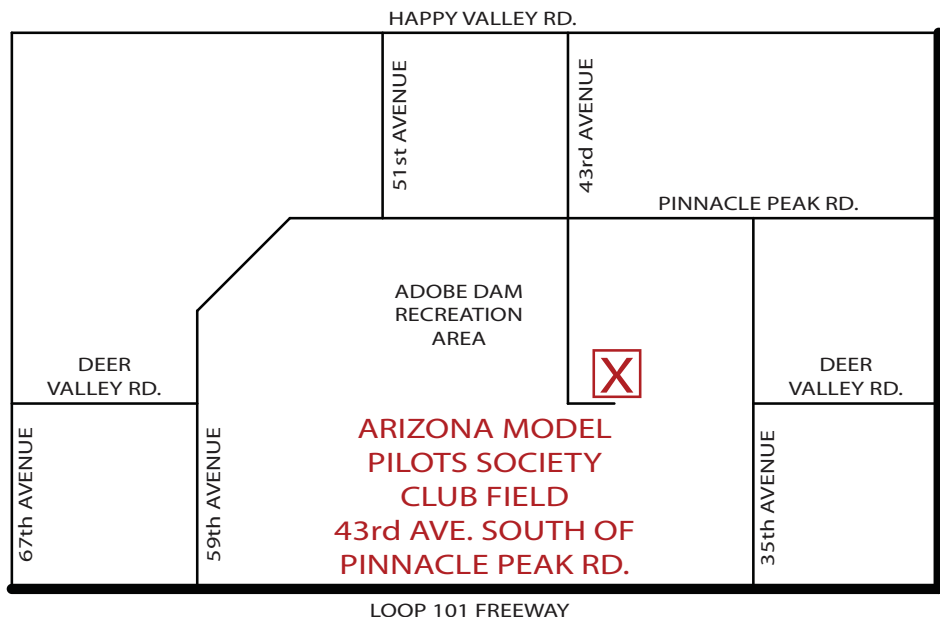 HAPPY VALLEY RD.
51st AVENUE
43rd AVENUE
PINNACLE PEAK RD.
ADOBE DAM
RECREATION
AREA
DEER
VALLEY RD.
X
DEER
VALLEY RD.
67th AVENUE
59th AVENUE
ARIZONA MODEL
PILOTS SOCIETY
CLUB FIELD
43rd AVE. SOUTH OF
PINNACLE PEAK RD.
35th AVENUE
LOOP 101 FREEWAY